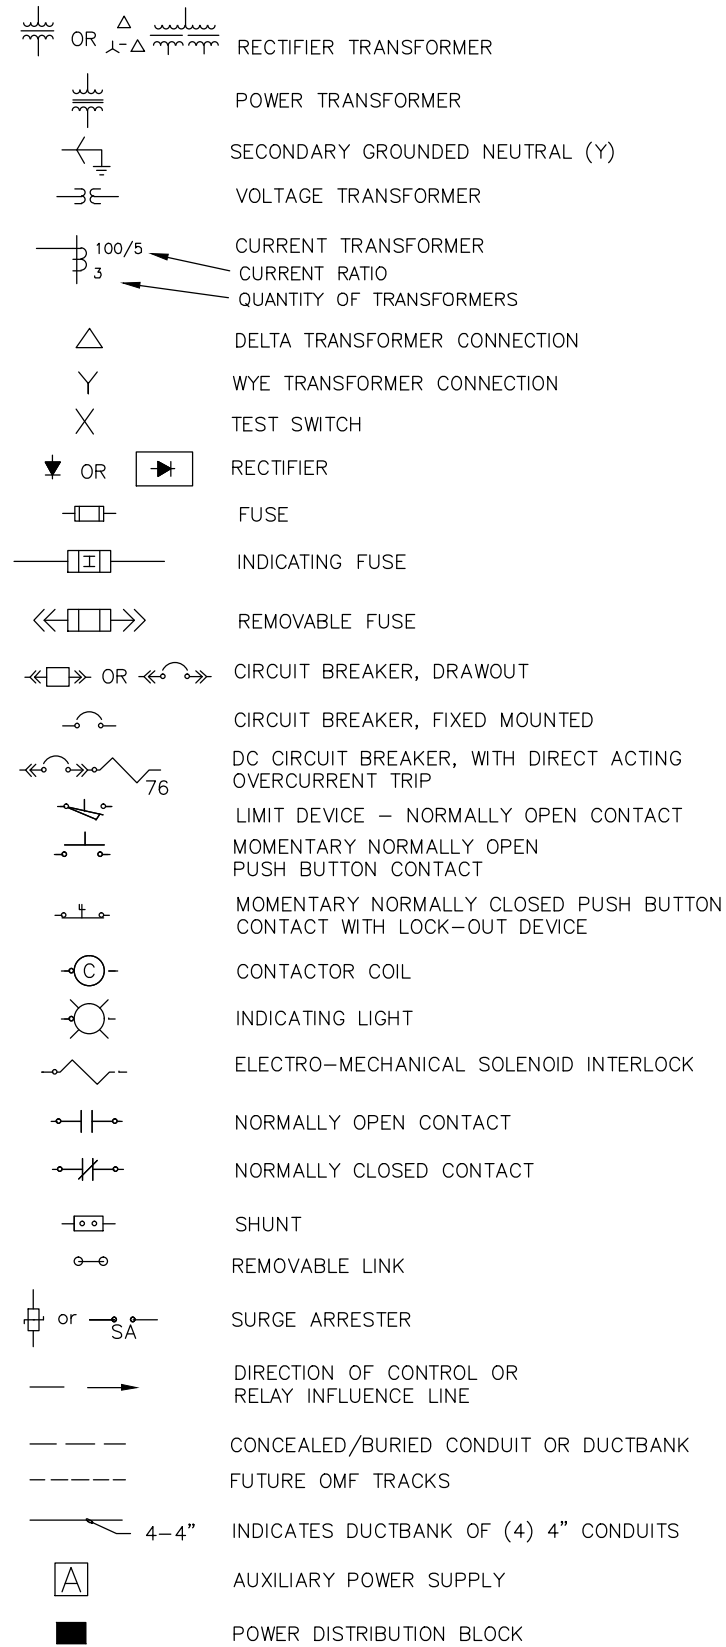 OR RECTIFIER TRANSFORMER
POWER TRANSFORMER
SECONDARY GROUNDED NEUTRAL (Y)
VOLTAGE TRANSFORMER
100/5 CURRENT TRANSFORMER
3 CURRENT RATIO
QUANTITY OF TRANSFORMERS
DELTA TRANSFORMER CONNECTION
WYE TRANSFORMER CONNECTION
TEST SWITCH
OR RECTIFIER
FUSE
I INDICATING FUSE
REMOVABLE FUSE
OR CIRCUIT BREAKER, DRAWOUT
CIRCUIT BREAKER, FIXED MOUNTED
DC CIRCUIT BREAKER, WITH DIRECT ACTING
76 OVERCURRENT TRIP
LIMIT DEVICE – NORMALLY OPEN CONTACT
MOMENTARY NORMALLY OPEN
PUSH BUTTON CONTACT
MOMENTARY NORMALLY CLOSED PUSH BUTTON
CONTACT WITH LOCK–OUT DEVICE
C CONTACTOR COIL
INDICATING LIGHT
ELECTRO–MECHANICAL SOLENOID INTERLOCK
NORMALLY OPEN CONTACT
NORMALLY CLOSED CONTACT
SHUNT
REMOVABLE LINK
or SA SURGE ARRESTER
DIRECTION OF CONTROL OR
RELAY INFLUENCE LINE
CONCEALED/BURIED CONDUIT OR DUCTBANK
FUTURE OMF TRACKS
4–4" INDICATES DUCTBANK OF (4) 4" CONDUITS
A AUXILIARY POWER SUPPLY
POWER DISTRIBUTION BLOCK